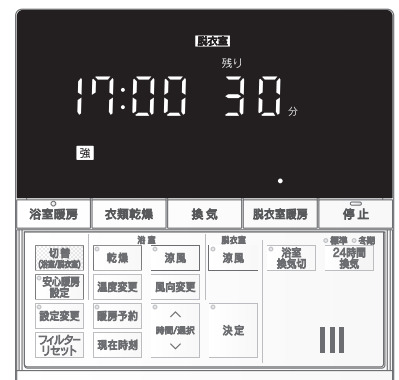 脱衣室
残り
17:00 30分
強
浴室暖房 衣類乾燥 換気 脱衣室暖房 停止
浴室 脱衣室 標準 冬期
切替
(浴室/脱衣室)
乾燥 涼風 涼風
浴室
換気切
24時間
換気
安心暖房
設定
温度変更 風向変更
設定変更 暖房予約
時間/選択
決定
フィルター
リセット
現在時刻